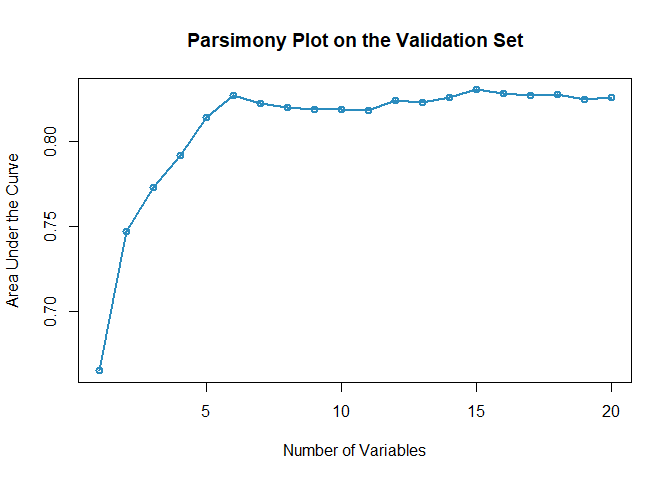 Parsimony Plot on the Validation Set
Area Under the Curve
0.80
0.75
0.70
5 10 15 20
Number of Variables